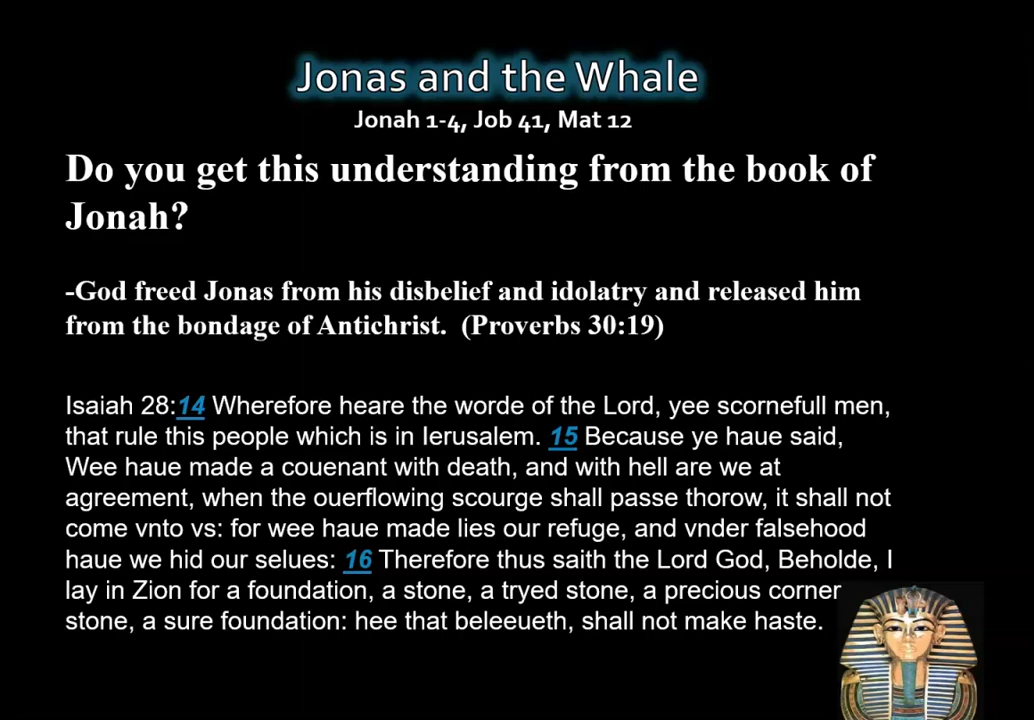 Jonas and the Whale
Jonah 1-4, Job 41, Mat 12
Do you get this understanding from the book of
Jonah?
-God freed Jonas from his disbelief and idolatry and released him
from the bondage of Antichrist.  (Proverbs 30:19)
Isaiah 28:14 Wherefore heare the worde of the Lord, yee scornefull men,
that rule this people which is in Ierusalem. 15 Because ye haue said,
Wee haue made a couenant with death, and with hell are we at
agreement, when the ouerflowing scourge shall passe thorow, it shall not
come vnto vs: for wee haue made lies our refuge, and vnder falsehood
haue we hid our selues: 16 Therefore thus saith the Lord God, Beholde, I
lay in Zion for a foundation, a stone, a tryed stone, a precious corner
stone, a sure foundation: hee that beleeueth, shall not make haste.